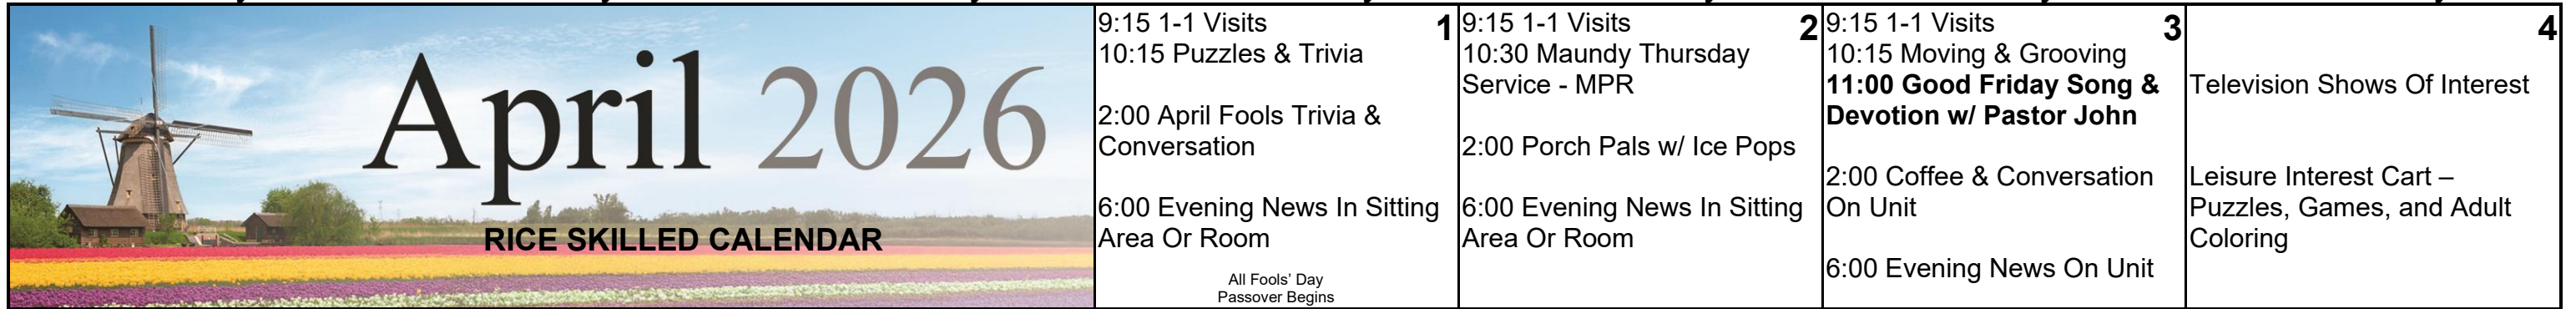 April 2026
RICE SKILLED CALENDAR
1
9:15 1-1 Visits
10:15 Puzzles & Trivia
2:00 April Fools Trivia &
Conversation
6:00 Evening News In Sitting
Area Or Room
All Fools’ Day
Passover Begins
2
9:15 1-1 Visits
10:30 Maundy Thursday
Service - MPR
2:00 Porch Pals w/ Ice Pops
6:00 Evening News In Sitting
Area Or Room
3
9:15 1-1 Visits
10:15 Moving & Grooving
11:00 Good Friday Song &
Devotion w/ Pastor John
2:00 Coffee & Conversation
On Unit
6:00 Evening News On Unit
4
Television Shows Of Interest
Leisure Interest Cart –
Puzzles, Games, and Adult
Coloring